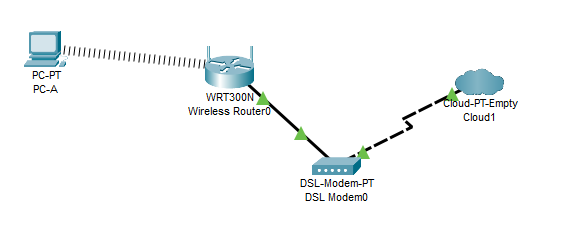 PC-PT
PC-A
WRT300N
Wireless Router0
Cloud-PT-Empty
Cloud1
DSL-Modem-PT
DSL Modem0